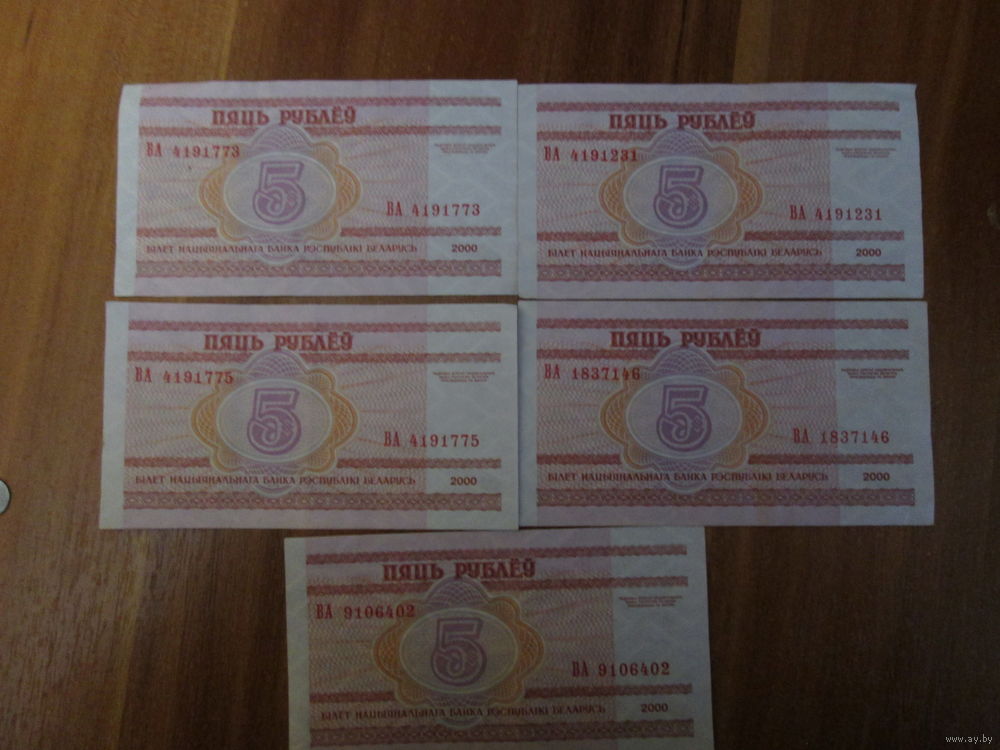 ПЯЦЬ РУБЛЁЎ
ВА 4191773
5
ВА 4191773
БІЛЕТ НАЦЫЯНАЛЬНАГА БАНКА РЭСПУБЛІКІ БЕЛАРУСЬ 2000
ПЯЦЬ РУБЛЁЎ
ВА 4191231
5
ВА 4191231
БІЛЕТ НАЦЫЯНАЛЬНАГА БАНКА РЭСПУБЛІКІ БЕЛАРУСЬ 2000
ПЯЦЬ РУБЛЁЎ
ВА 4191775
5
ВА 4191775
БІЛЕТ НАЦЫЯНАЛЬНАГА БАНКА РЭСПУБЛІКІ БЕЛАРУСЬ 2000
ПЯЦЬ РУБЛЁЎ
ВА 1837146
5
ВА 1837146
БІЛЕТ НАЦЫЯНАЛЬНАГА БАНКА РЭСПУБЛІКІ БЕЛАРУСЬ 2000
ПЯЦЬ РУБЛЁЎ
ВА 9106402
5
ВА 9106402
БІЛЕТ НАЦЫЯНАЛЬНАГА БАНКА РЭСПУБЛІКІ БЕЛАРУСЬ 2000
www.ay.by